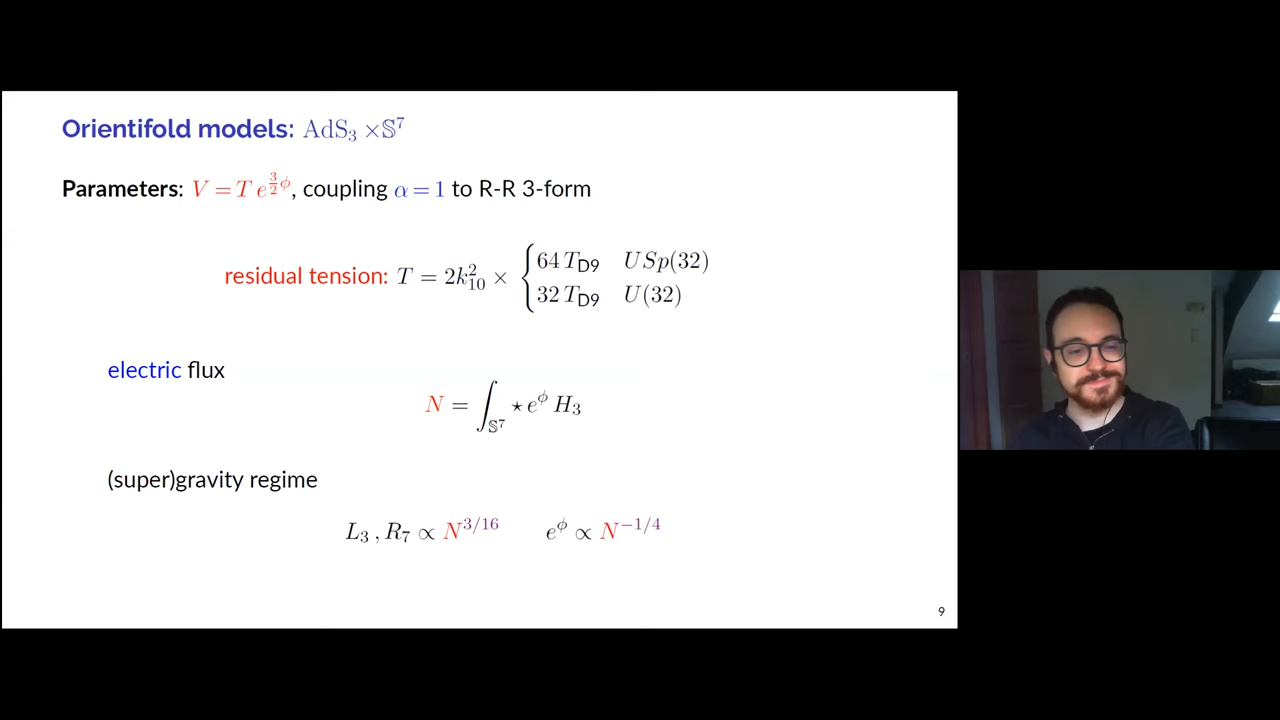 Orientifold models: AdS₃ ×𝕊⁷
Parameters: V = T e^{3/2 ϕ}, coupling α = 1 to R-R 3-form
residual tension: T = 2k₁₀² × { 64 T_D9 USp(32)
32 T_D9 U(32)
electric flux
N = ∫_{𝕊⁷} ⋆ e^ϕ H₃
(super)gravity regime
L₃ , R₇ ∝ N^{3/16} e^ϕ ∝ N^{−1/4}
9